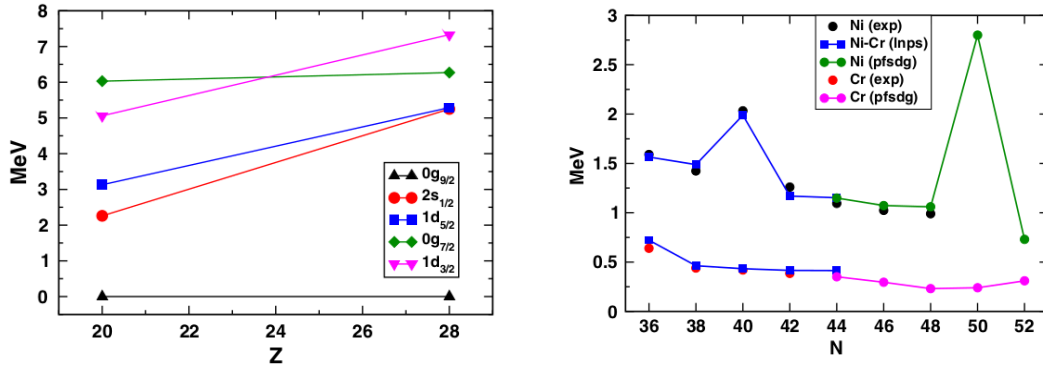 8
7
6
5
4
3
2
1
0
MeV
20
22
24
26
28
Z
0g9/2
2s1/2
1d5/2
0g7/2
1d3/2
3
2.5
2
1.5
1
0.5
0
MeV
36
38
40
42
44
46
48
50
52
N
Ni (exp)
Ni-Cr (lnps)
Ni (pfsdg)
Cr (exp)
Cr (pfsdg)